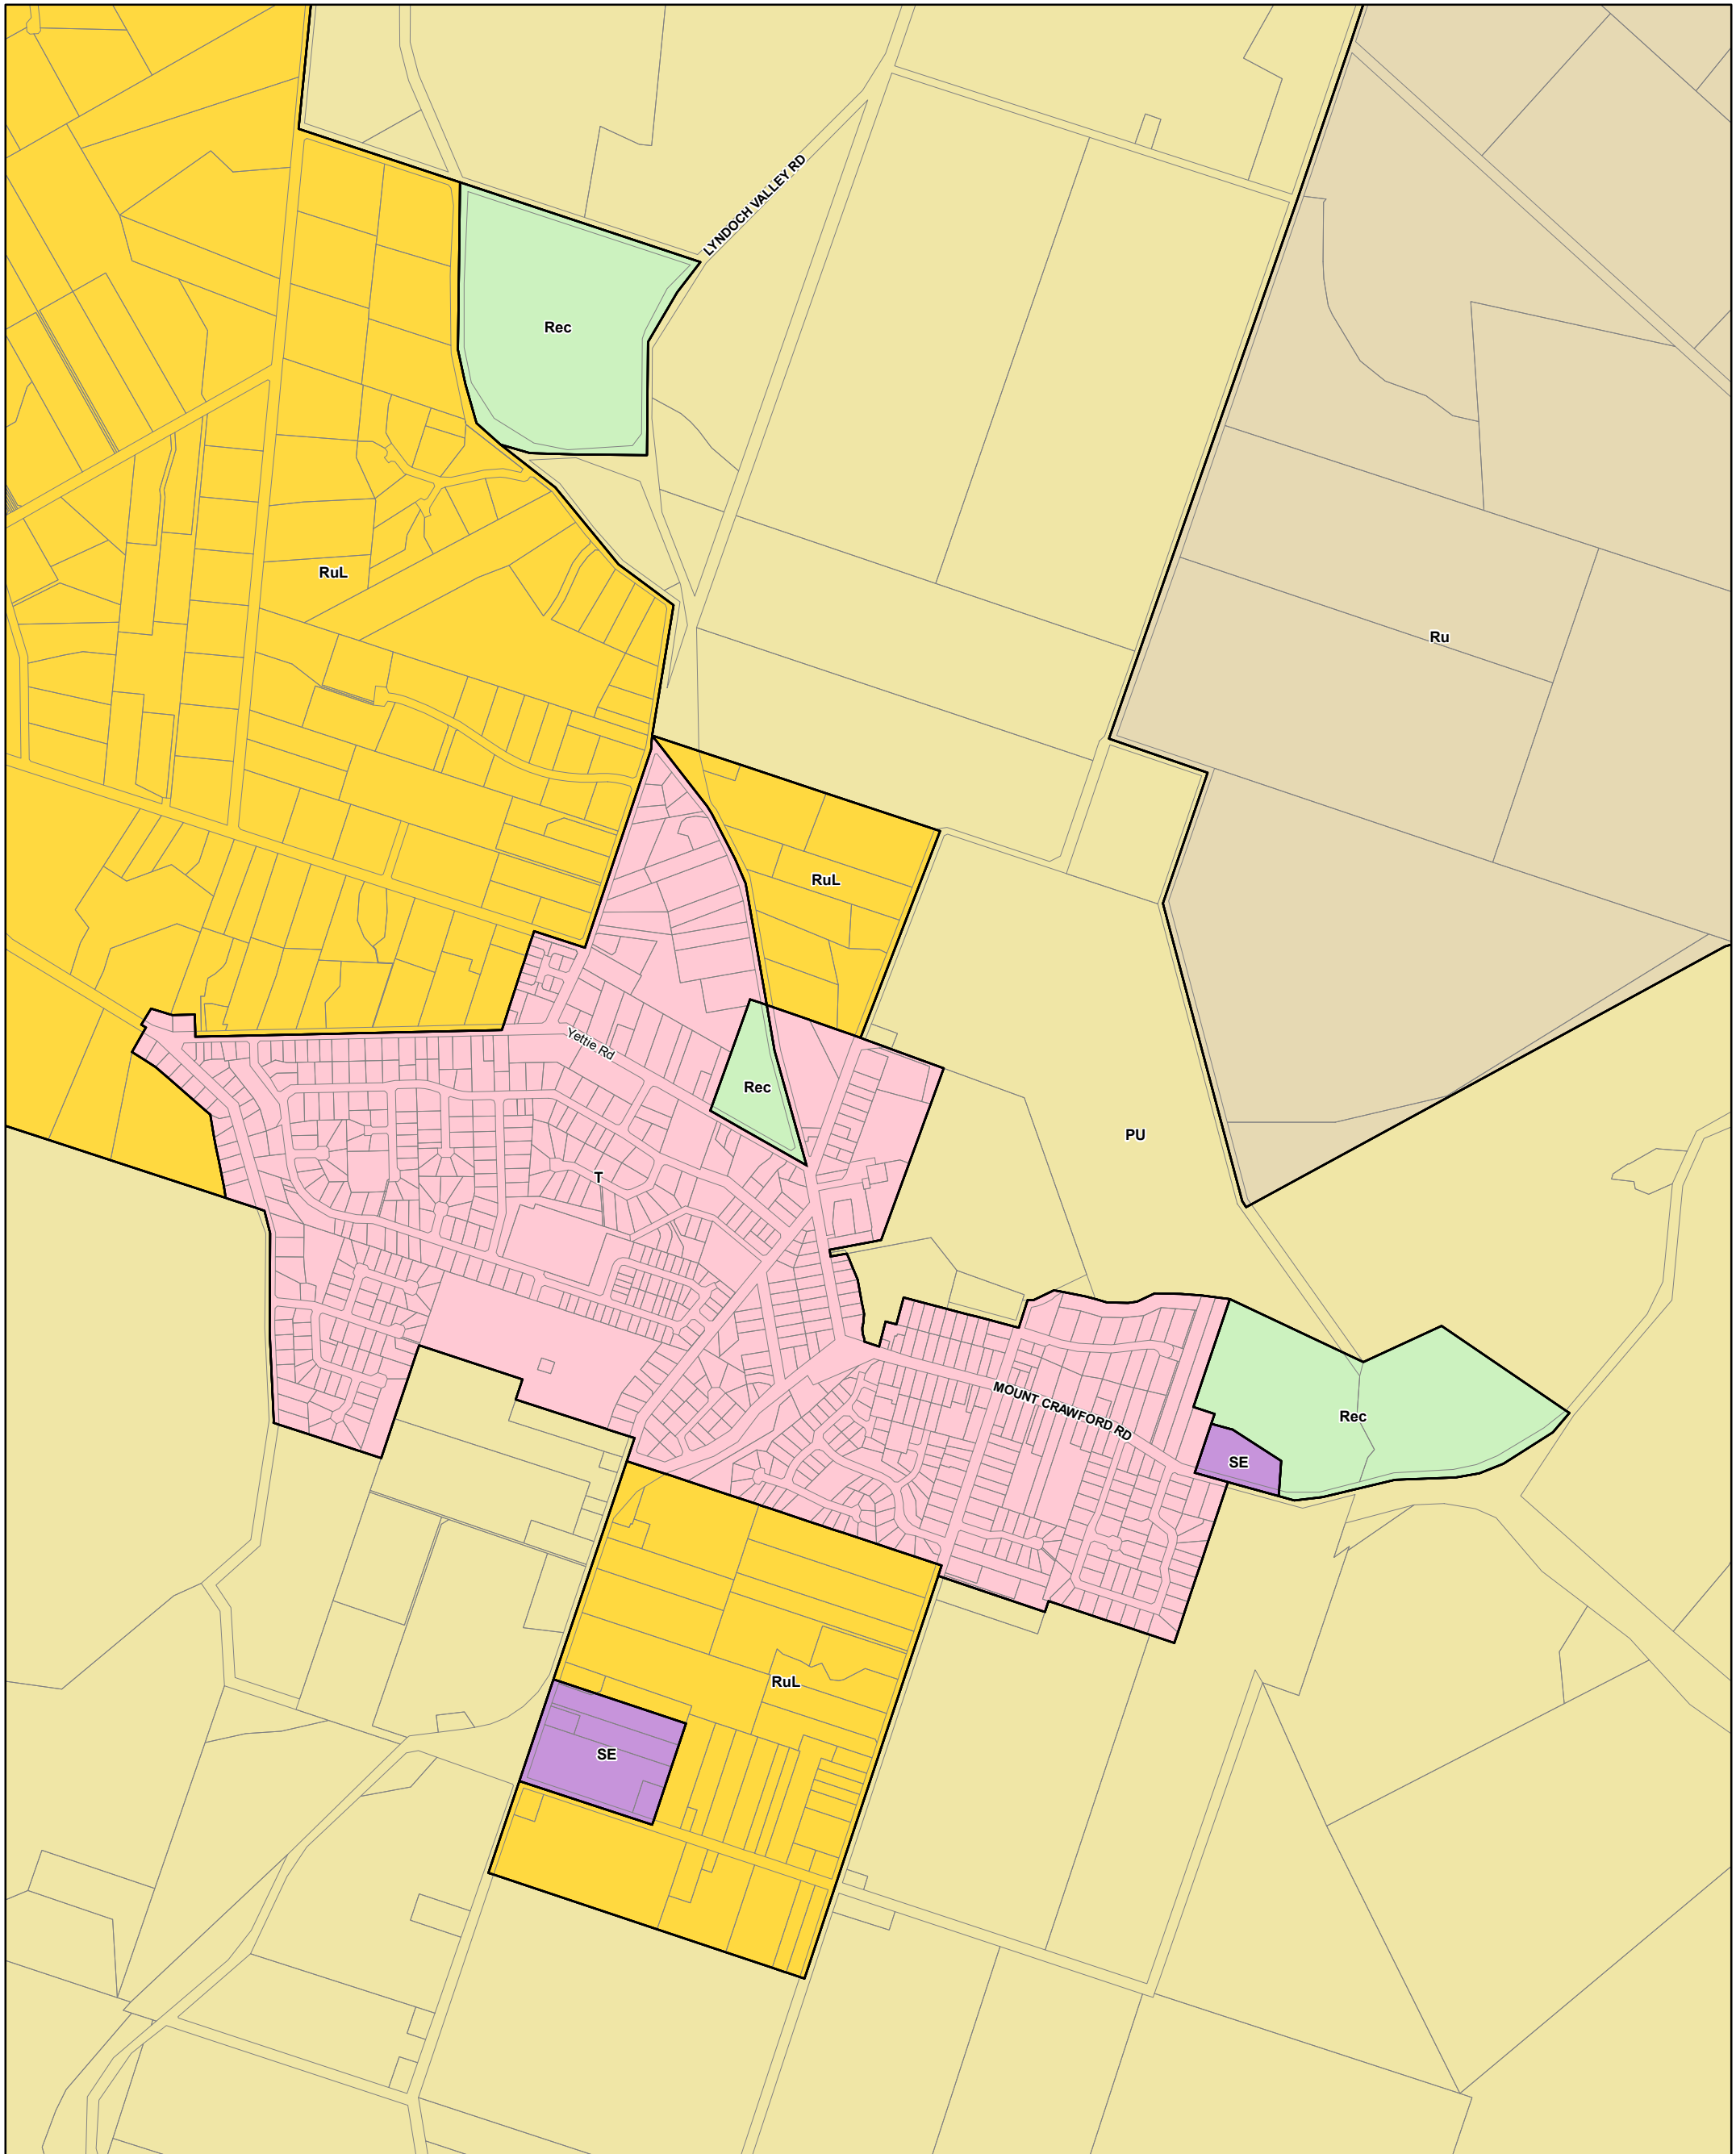 LYNDOCH VALLEY RD
Rec
RuL
Ru
RuL
Yettie Rd
Rec
PU
T
MOUNT CRAWFORD RD
Rec
SE
RuL
SE